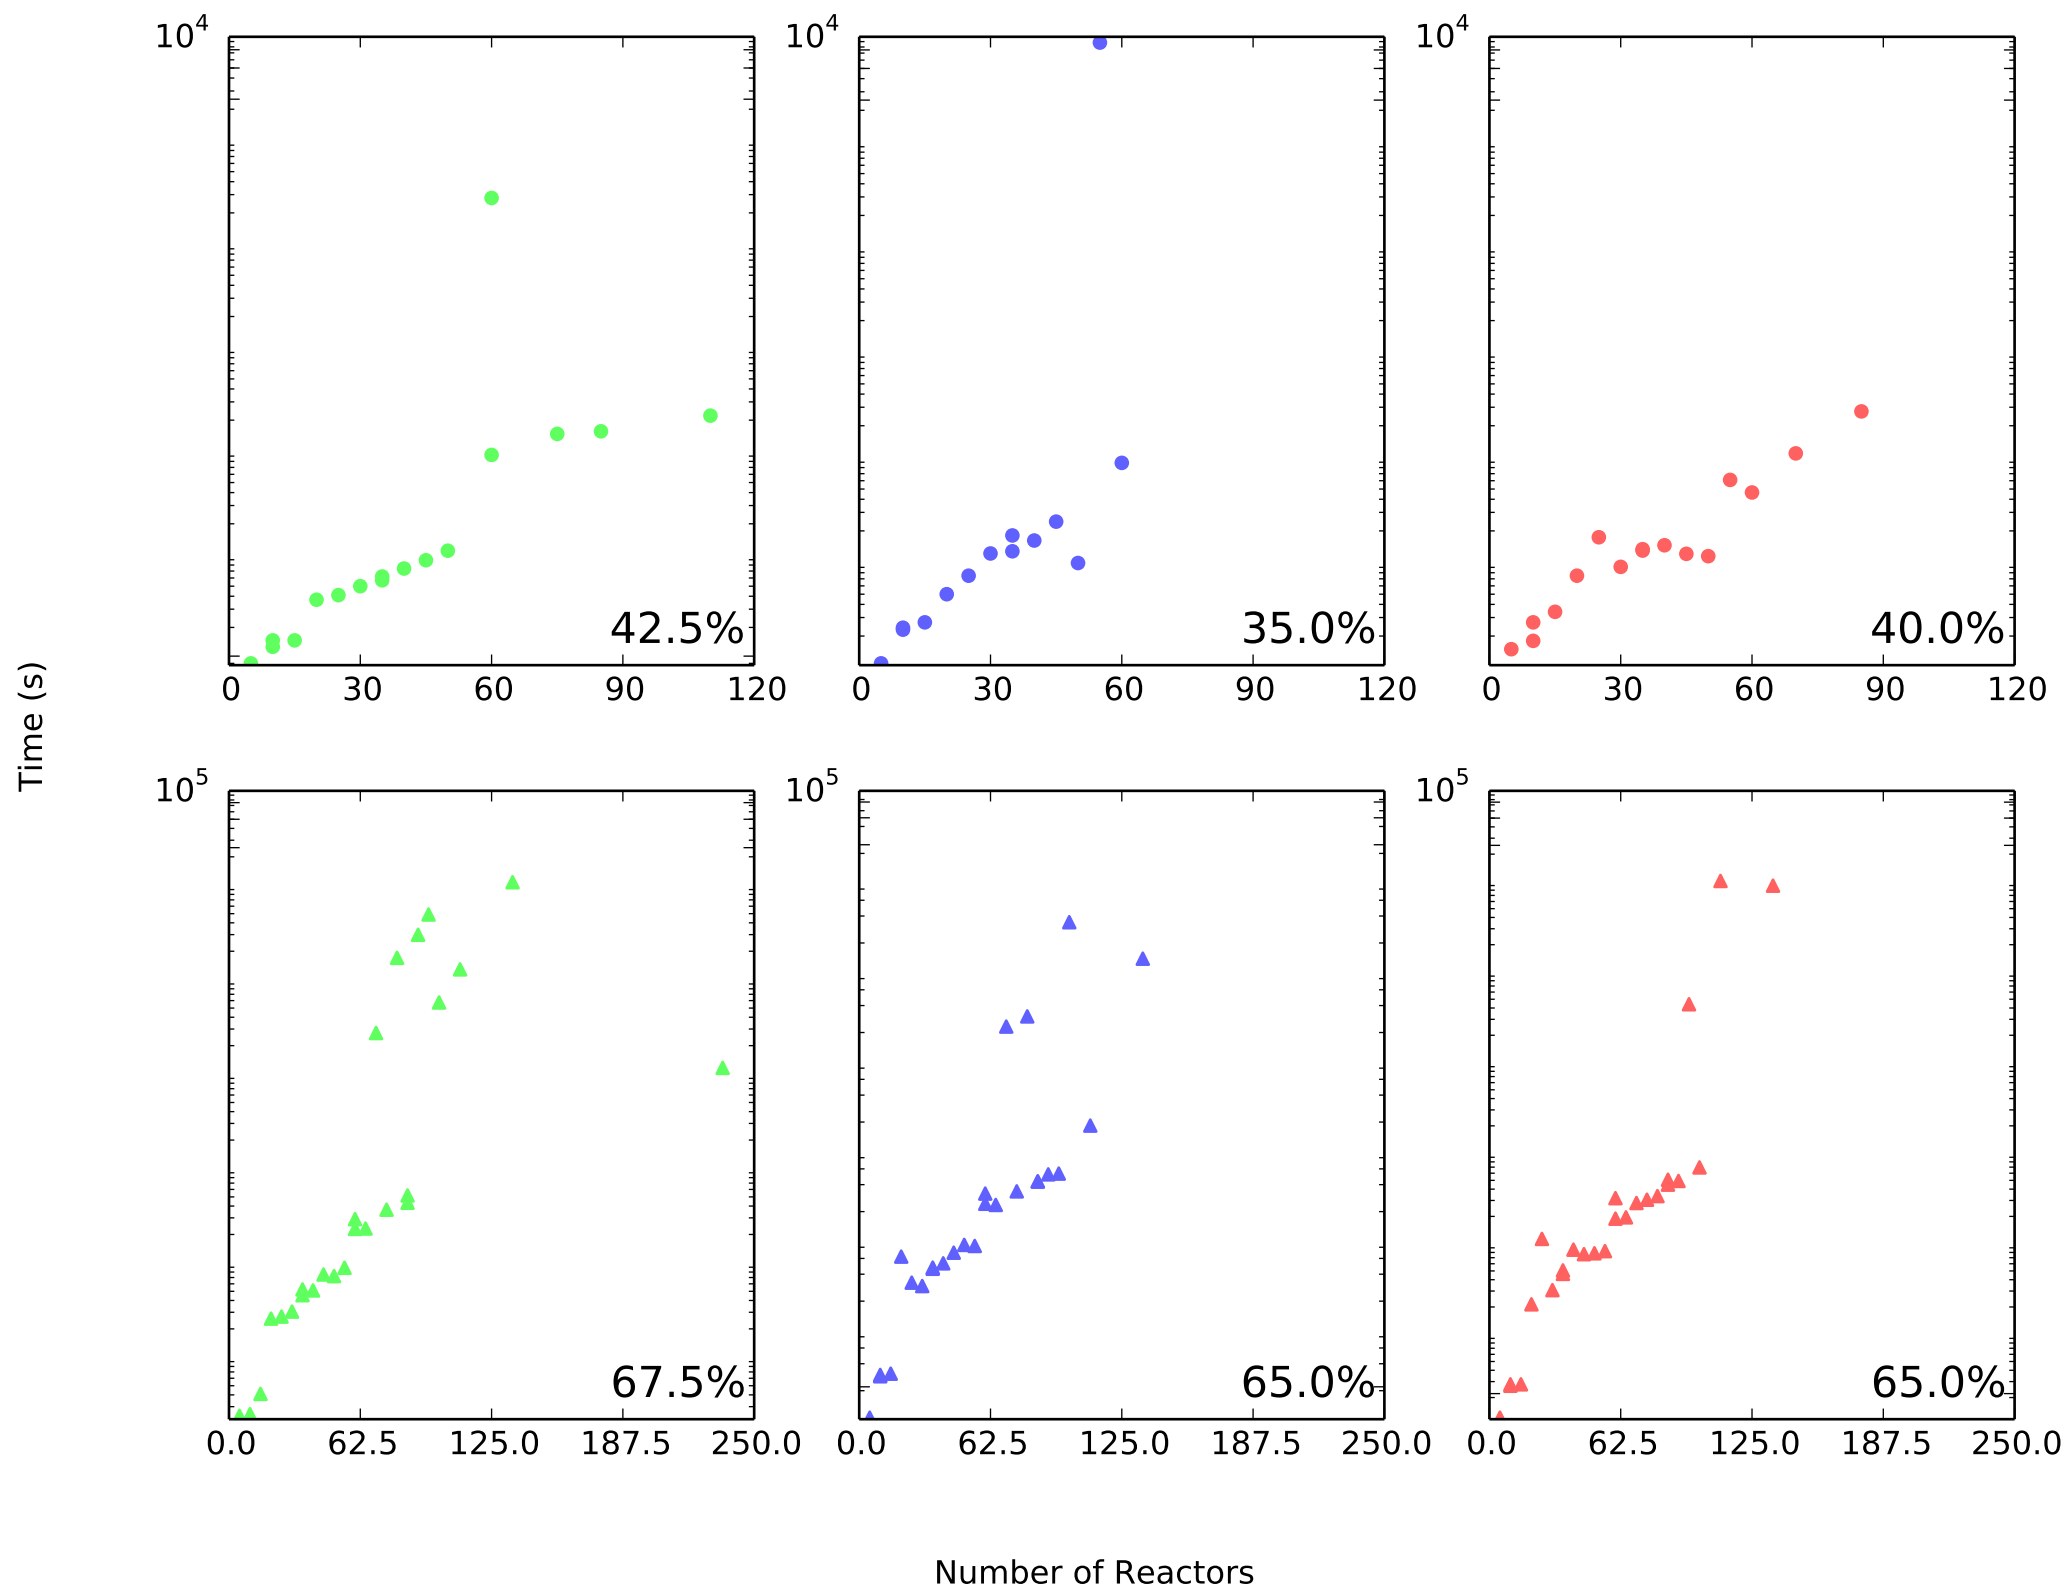 10^4 10^4 10^4
42.5% 35.0% 40.0%
0 30 60 90 120 0 30 60 90 120 0 30 60 90 120
Time (s)
10^5 10^5 10^5
67.5% 65.0% 65.0%
0.0 62.5 125.0 187.5 250.0 0.0 62.5 125.0 187.5 250.0 0.0 62.5 125.0 187.5 250.0
Number of Reactors